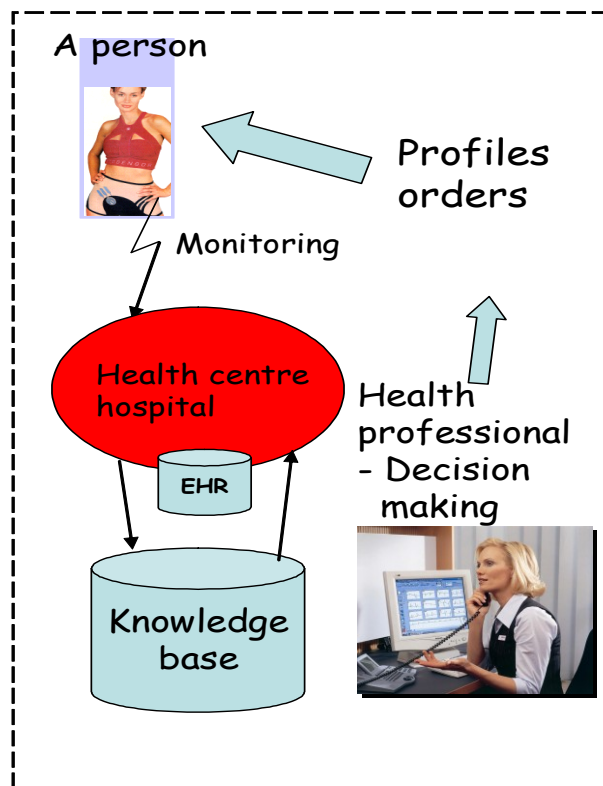 A person
Profiles
orders
Monitoring
Health centre
hospital
EHR
Health
professional
- Decision
making
Knowledge
base